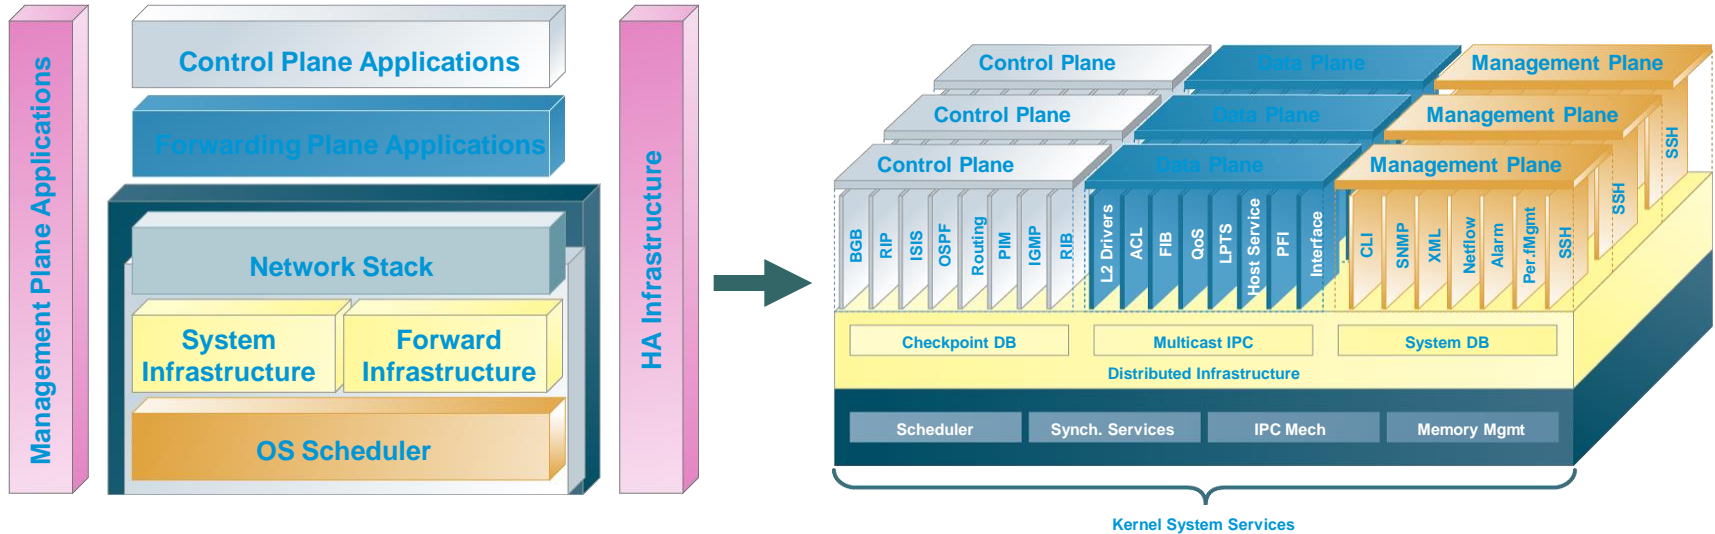 Management Plane Applications
Control Plane Applications
Forwarding Plane Applications
Network Stack
System
Infrastructure
Forward
Infrastructure
OS Scheduler
HA Infrastructure
Control Plane
Data Plane
Management Plane
Control Plane
Data Plane
Management Plane
Control Plane
Data Plane
Management Plane
BGB
RIP
ISIS
OSPF
Routing
PIM
IGMP
RIB
L2 Drivers
ACL
FIB
QoS
LPTS
Host Service
PFI
Interface
CLI
SNMP
XML
Netflow
Alarm
Per.fMgmt
SSH
SSH
SSH
Checkpoint DB
Multicast IPC
System DB
Distributed Infrastructure
Scheduler
Synch. Services
IPC Mech
Memory Mgmt
Kernel System Services